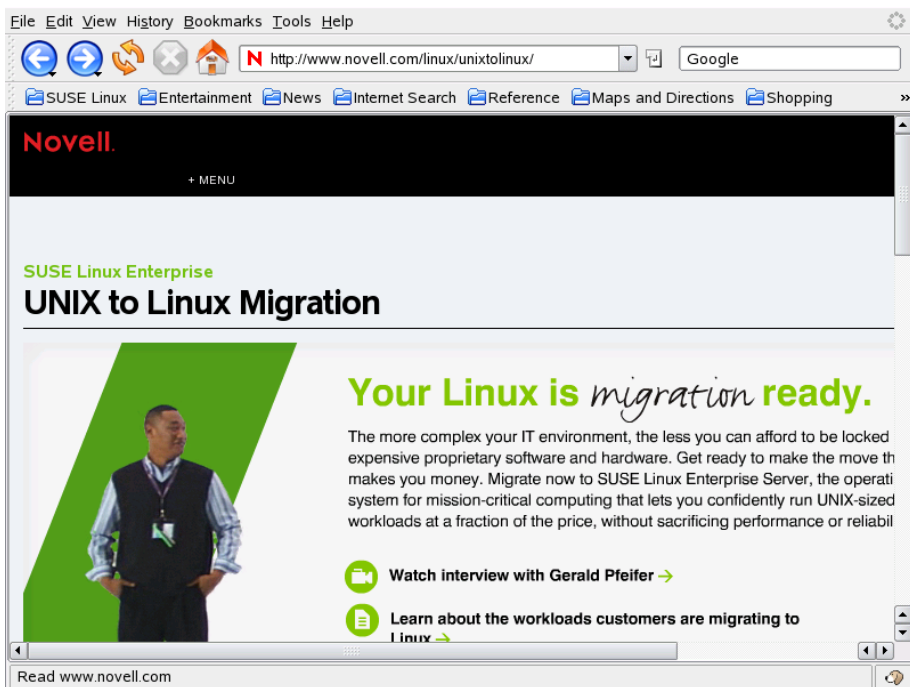 File Edit View History Bookmarks Tools Help
N http://www.novell.com/linux/unixtolinux/ Google
SUSE Linux Entertainment News Internet Search Reference Maps and Directions Shopping »
Novell.
+ MENU
SUSE Linux Enterprise
UNIX to Linux Migration
Your Linux is migration ready.
The more complex your IT environment, the less you can afford to be locked
expensive proprietary software and hardware. Get ready to make the move th
makes you money. Migrate now to SUSE Linux Enterprise Server, the operati
system for mission-critical computing that lets you confidently run UNIX-sized
workloads at a fraction of the price, without sacrificing performance or reliabil
Watch interview with Gerald Pfeifer →
Learn about the workloads customers are migrating to
Linux →
Read www.novell.com